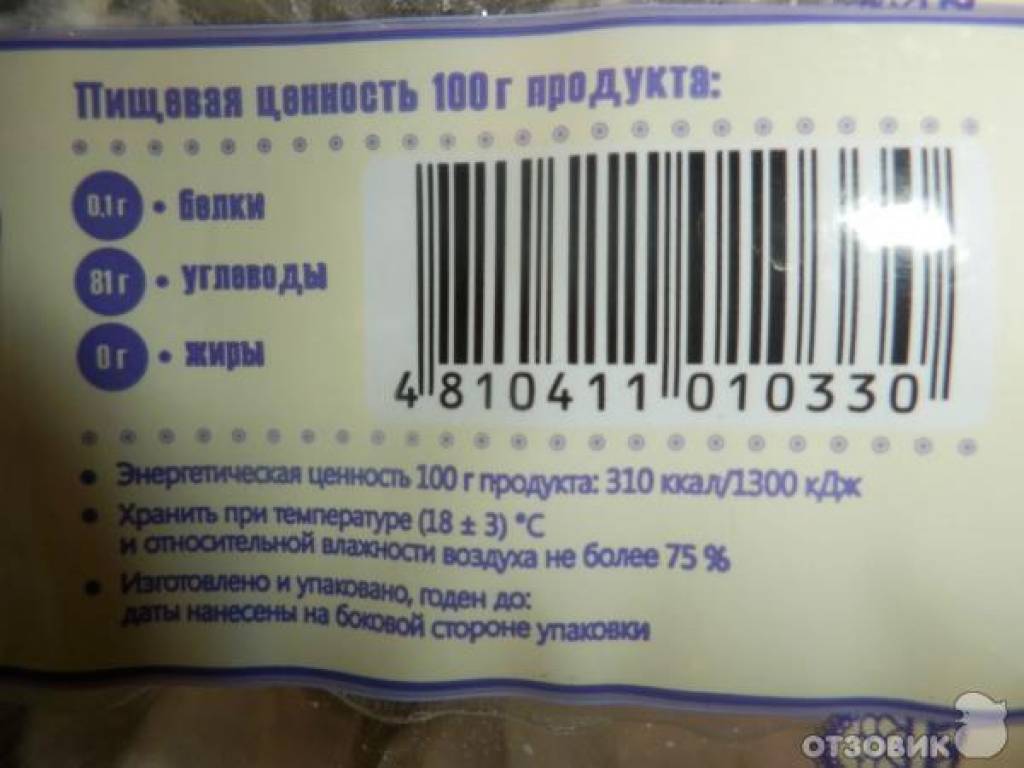 Пищевая ценность 100 г продукта:
0,1 г • белки
81 г • углеводы
0 г • жиры
4 810411 010330
• Энергетическая ценность 100 г продукта: 310 ккал/1300 кДж
• Хранить при температуре (18 ± 3) °C
и относительной влажности воздуха не более 75 %
• Изготовлено и упаковано, годен до:
даты нанесены на боковой стороне упаковки
ОТЗОВИК